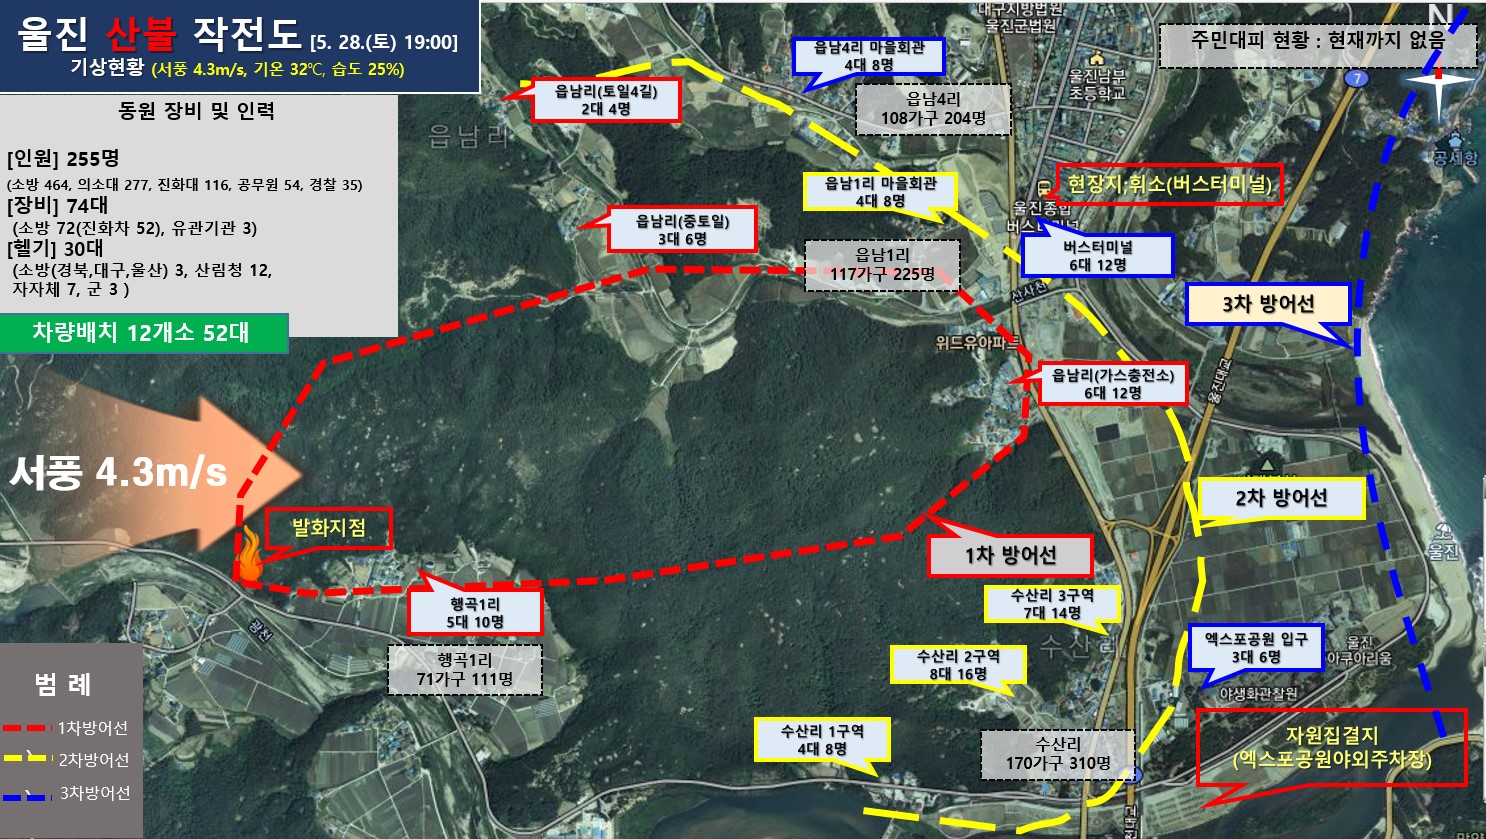 울진 산불 작전도 [5. 28.(토) 19:00]
기상현황 (서풍 4.3m/s, 기온 32℃, 습도 25%)
동원 장비 및 인력
[인원] 255명
(소방 464, 의소대 277, 진화대 116, 공무원 54, 경찰 35)
[장비] 74대
(소방 72(진화차 52), 유관기관 3)
[헬기] 30대
(소방(경북,대구,울산) 3, 산림청 12,
자자체 7, 군 3 )
차량배치 12개소 52대
서풍 4.3m/s
발화지점
행곡1리
5대 10명
행곡1리
71가구 111명
광천
범 례
1차방어선
2차방어선
3차방어선
읍남리
읍남리(토일4길)
2대 4명
읍남리(중토일)
3대 6명
읍남4리 마을회관
4대 8명
읍남4리
108가구 204명
읍남1리 마을회관
4대 8명
읍남1리
117가구 225명
대구지방법원
울진군법원
울진남부
초등학교
주민대피 현황 : 현재까지 없음
N
7
공세항
현장지;휘소(버스터미널)
울진종합
버스터미널
버스터미널
6대 12명
산사천
위드유아파트
읍남리(가스충전소)
6대 12명
울진대교
3차 방어선
2차 방어선
1차 방어선
울진
수산리 3구역
7대 14명
수산리
수산리 2구역
8대 16명
수산리 1구역
4대 8명
수산리
170가구 310명
엑스포공원 입구
3대 6명
울진
아쿠아리움
야생화관찰원
자원집결지
(엑스포공원야외주차장)